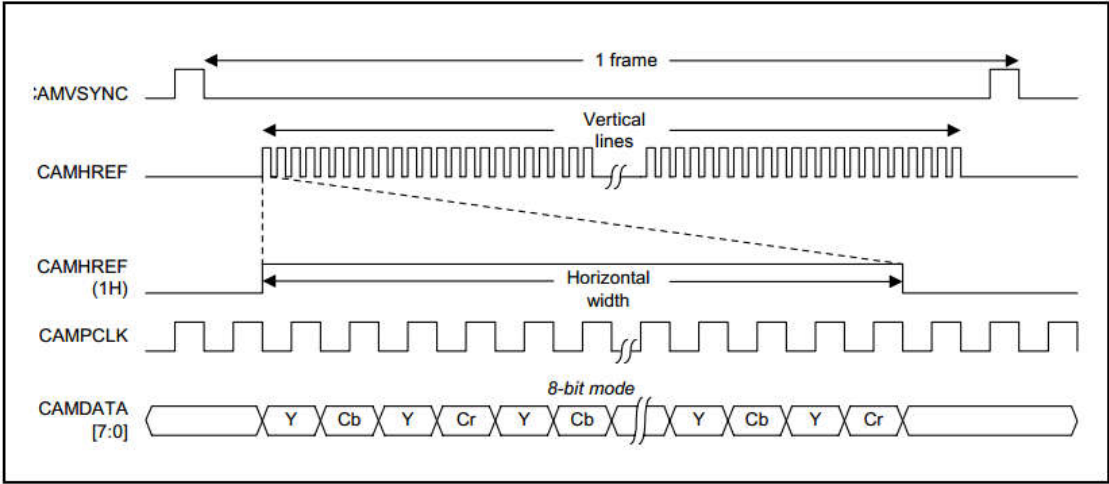 1 frame
:AMVSYNC
Vertical
lines
CAMHREF
CAMHREF
(1H)
Horizontal
width
CAMPCLK
8-bit mode
CAMDATA
[7:0]
Y Cb Y Cr Y Cb Y Cb Y Cr